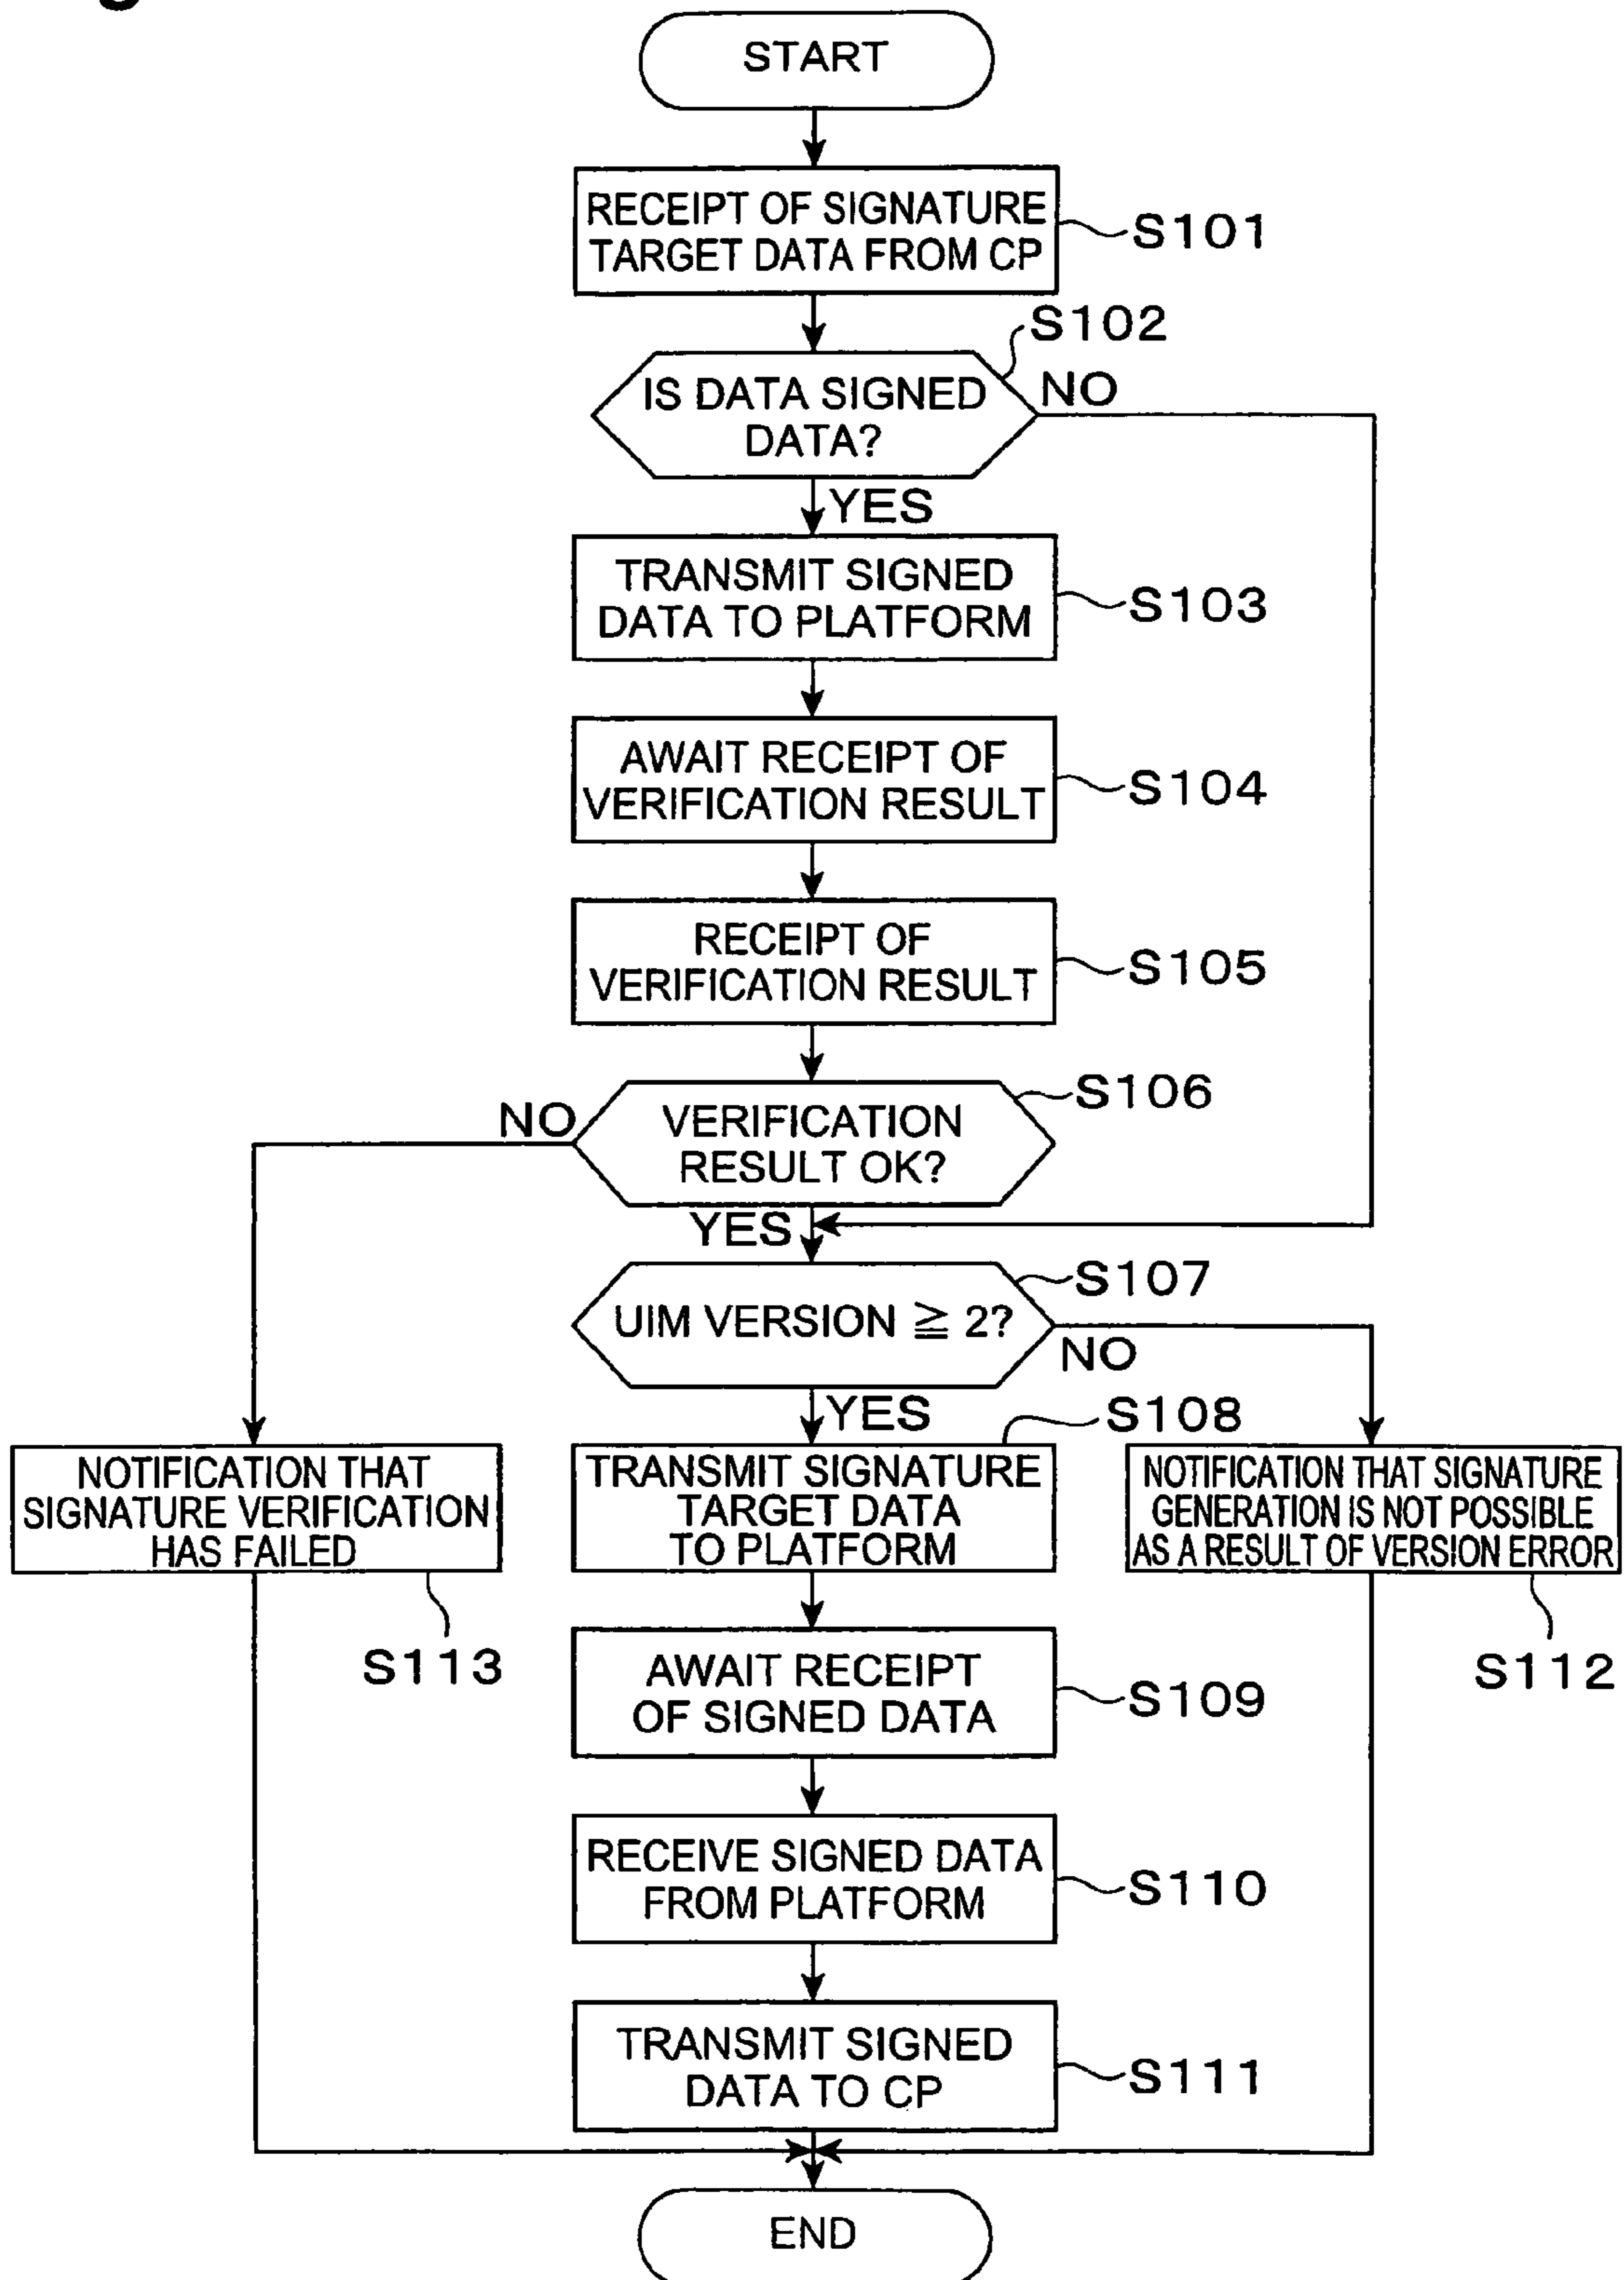 START
RECEIPT OF SIGNATURE
TARGET DATA FROM CP
S101
S102
IS DATA SIGNED
DATA?
NO
YES
TRANSMIT SIGNED
DATA TO PLATFORM
S103
AWAIT RECEIPT OF
VERIFICATION RESULT
S104
RECEIPT OF
VERIFICATION RESULT
S105
S106
NO
VERIFICATION
RESULT OK?
YES
S107
UIM VERSION ≧ 2?
NO
YES
S108
NOTIFICATION THAT
SIGNATURE VERIFICATION
HAS FAILED
S113
TRANSMIT SIGNATURE
TARGET DATA
TO PLATFORM
NOTIFICATION THAT SIGNATURE
GENERATION IS NOT POSSIBLE
AS A RESULT OF VERSION ERROR
S112
AWAIT RECEIPT
OF SIGNED DATA
S109
RECEIVE SIGNED DATA
FROM PLATFORM
S110
TRANSMIT SIGNED
DATA TO CP
S111
END